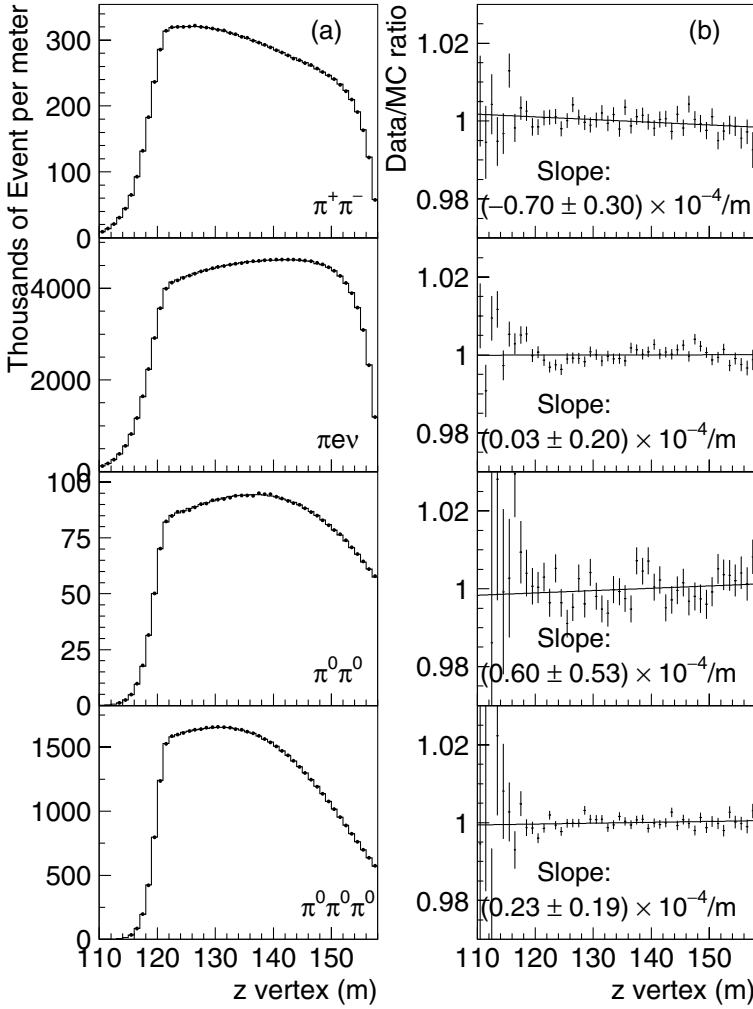 Thousands of Event per meter
(a)
300
200
100
0
π⁺π⁻
4000
2000
0
πeν
100
75
50
25
0
π⁰π⁰
1500
1000
500
0
π⁰π⁰π⁰
110 120 130 140 150
z vertex (m)
Data/MC ratio
(b)
1.02
1
0.98
Slope:
(−0.70 ± 0.30) × 10⁻⁴/m
1.02
1
0.98
Slope:
(0.03 ± 0.20) × 10⁻⁴/m
1.02
1
0.98
Slope:
(0.60 ± 0.53) × 10⁻⁴/m
1.02
1
0.98
Slope:
(0.23 ± 0.19) × 10⁻⁴/m
110 120 130 140 150
z vertex (m)